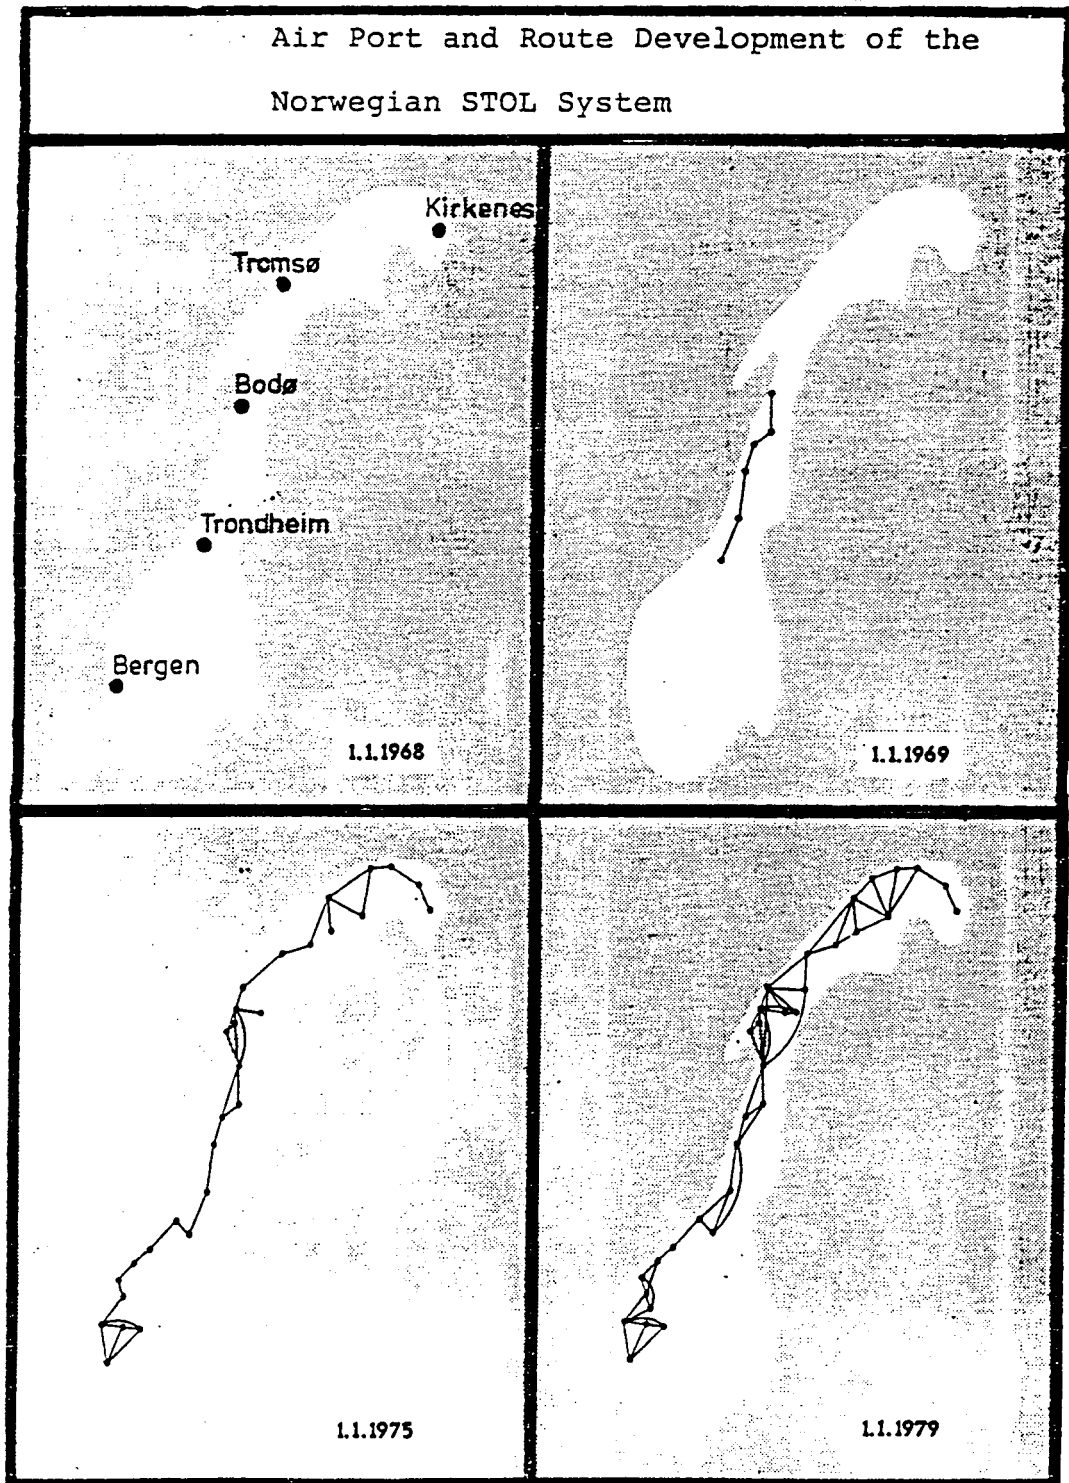 Air Port and Route Development of the
Norwegian STOL System
Kirkenes
Tromsø
Bodø
Trondheim
Bergen
1.1.1968
1.1.1969
1.1.1975
1.1.1979